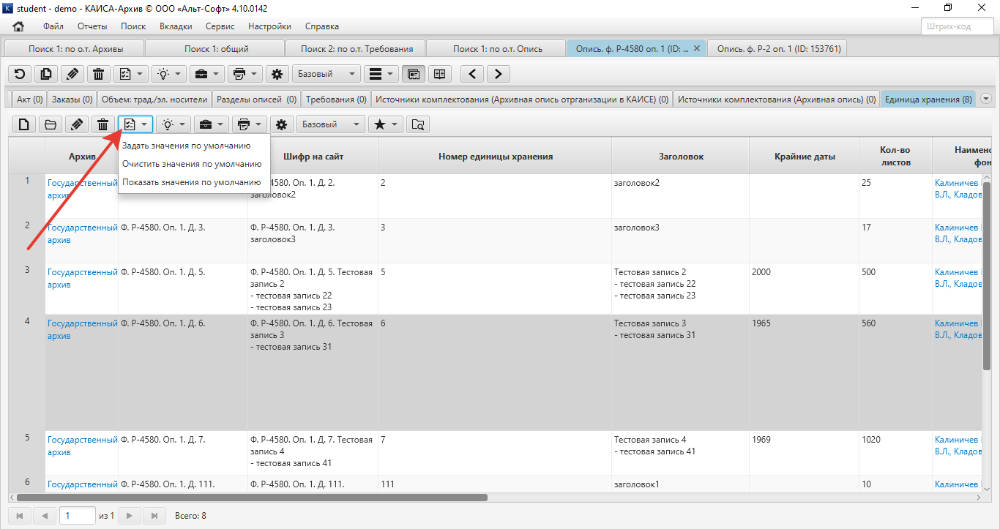 student - demo - КАИСА-Архив © ООО «Альт-Софт» 4.10.0142
Файл Отчеты Поиск Вкладки Сервис Настройки Справка Штрих-код
Поиск 1: по о.т. Архивы Поиск 1: общий Поиск 2: по о.т. Требования Поиск 1: по о.т. Опись Опись. ф. Р-4580 оп. 1 (ID: ... Опись. ф. Р-2 оп. 1 (ID: 153761)
Базовый
Акт (0) Заказы (0) Объем: трад./эл. носители Разделы описей (0) Требования (0) Источники комплектования (Архивная опись отрганизации в КАИСЕ) (0) Источники комплектования (Архивная опись) (0) Единица хранения (8)
Базовый
Задать значения по умолчанию
Очистить значения по умолчанию
Показать значения по умолчанию
Архив Шифр на сайт Номер единицы хранения Заголовок Крайние даты Кол-во листов Наименс фон
1 Государственный архив 4580. Оп. 1. Д. 2. 2 заголовок2 25 Калиничев
заголовок2 В.Л., Кладов
2 Государственный Ф. Р-4580. Оп. 1. Д. 3. Ф. Р-4580. Оп. 1. Д. 3. 3 заголовок3 17 Калиничев
архив заголовок3 В.Л., Кладов
3 Государственный Ф. Р-4580. Оп. 1. Д. 5. Ф. Р-4580. Оп. 1. Д. 5. Тестовая 5 Тестовая запись 2 2000 500 Калиничев
архив запись 2 - тестовая запись 22 В.Л., Кладов
- тестовая запись 22 - тестовая запись 23
- тестовая запись 23
4 Государственный Ф. Р-4580. Оп. 1. Д. 6. Ф. Р-4580. Оп. 1. Д. 6. Тестовая 6 Тестовая запись 3 1965 560 Калиничев
архив запись 3 - тестовая запись 31 В.Л., Кладов
- тестовая запись 31
5 Государственный Ф. Р-4580. Оп. 1. Д. 7. Ф. Р-4580. Оп. 1. Д. 7. Тестовая 7 Тестовая запись 4 1969 1020 Калиничев
архив запись 4 - тестовая запись 41 В.Л., Кладов
- тестовая запись 41
6 Государственный Ф. Р-4580. Оп. 1. Д. 111. Ф. Р-4580. Оп. 1. Д. 111. 111 заголовок1 10 Калиничев
1 из 1 Всего: 8